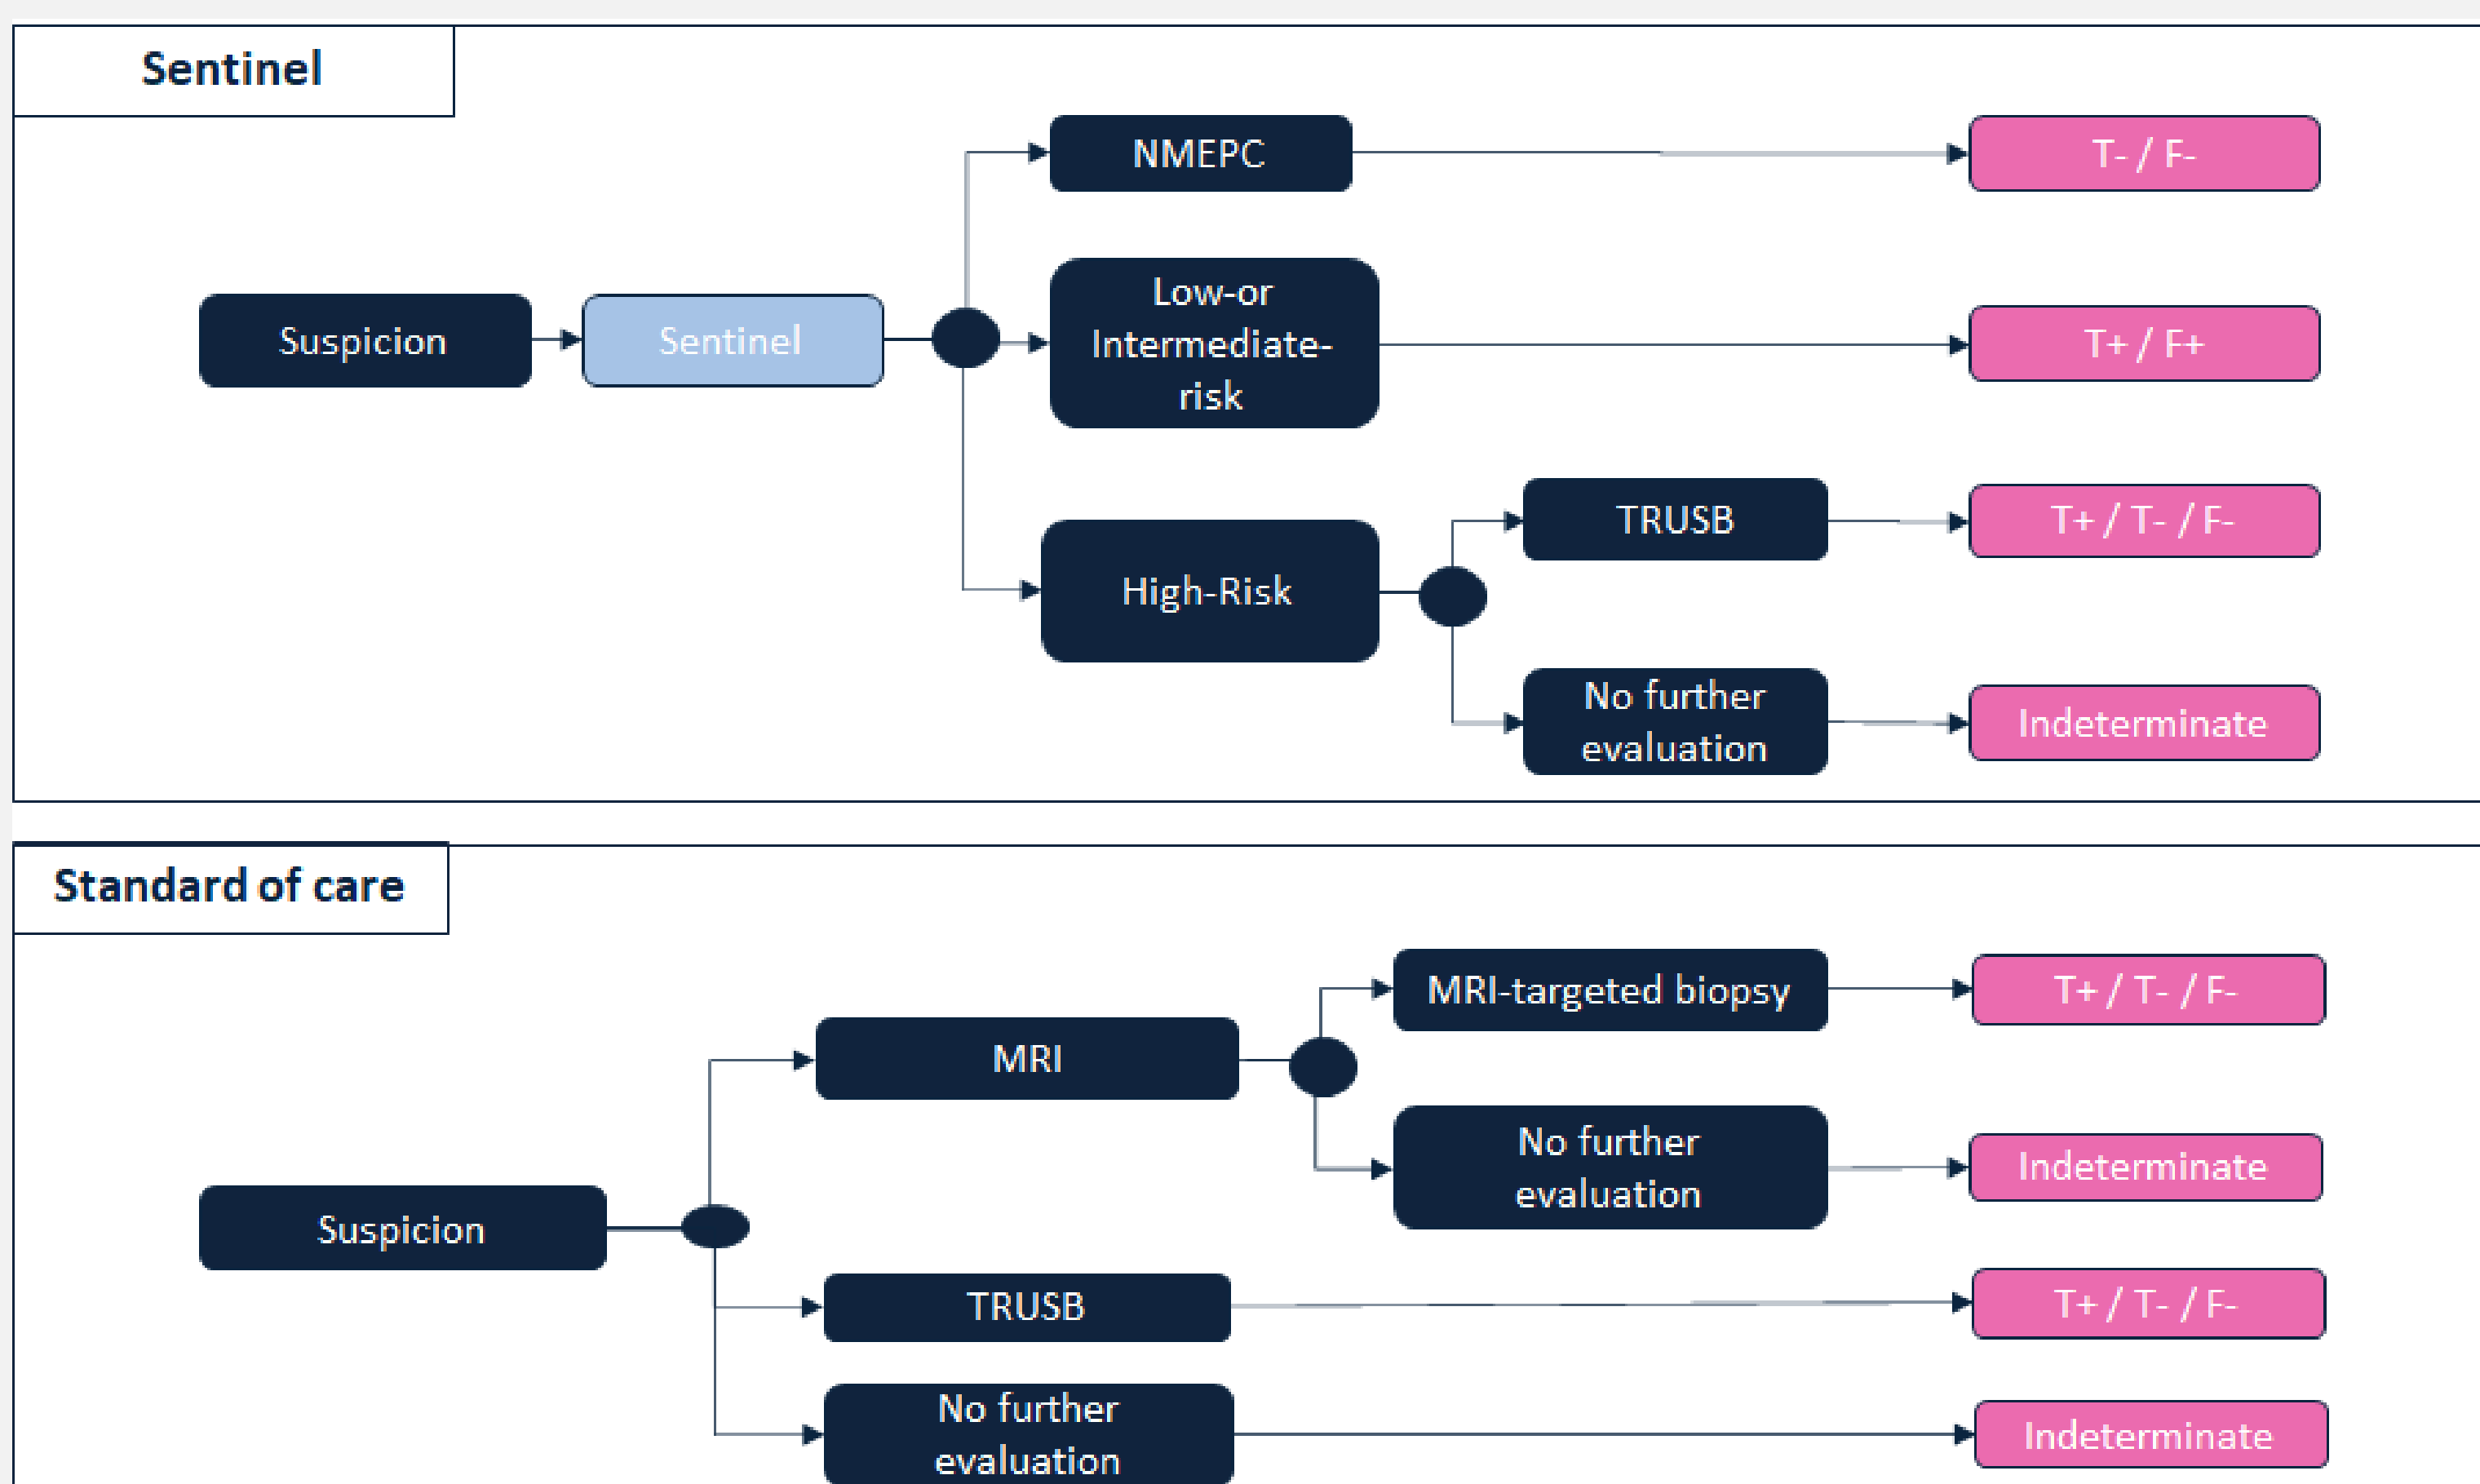 Sentinel
NMEPC
T- / F-
Suspicion
Sentinel
Low-or
Intermediate-
risk
T+ / F+
High-Risk
TRUSB
T+ / T- / F-
No further
evaluation
Indeterminate
Standard of care
Suspicion
MRI
MRI-targeted biopsy
T+ / T- / F-
No further
evaluation
Indeterminate
TRUSB
T+ / T- / F-
No further
evaluation
Indeterminate